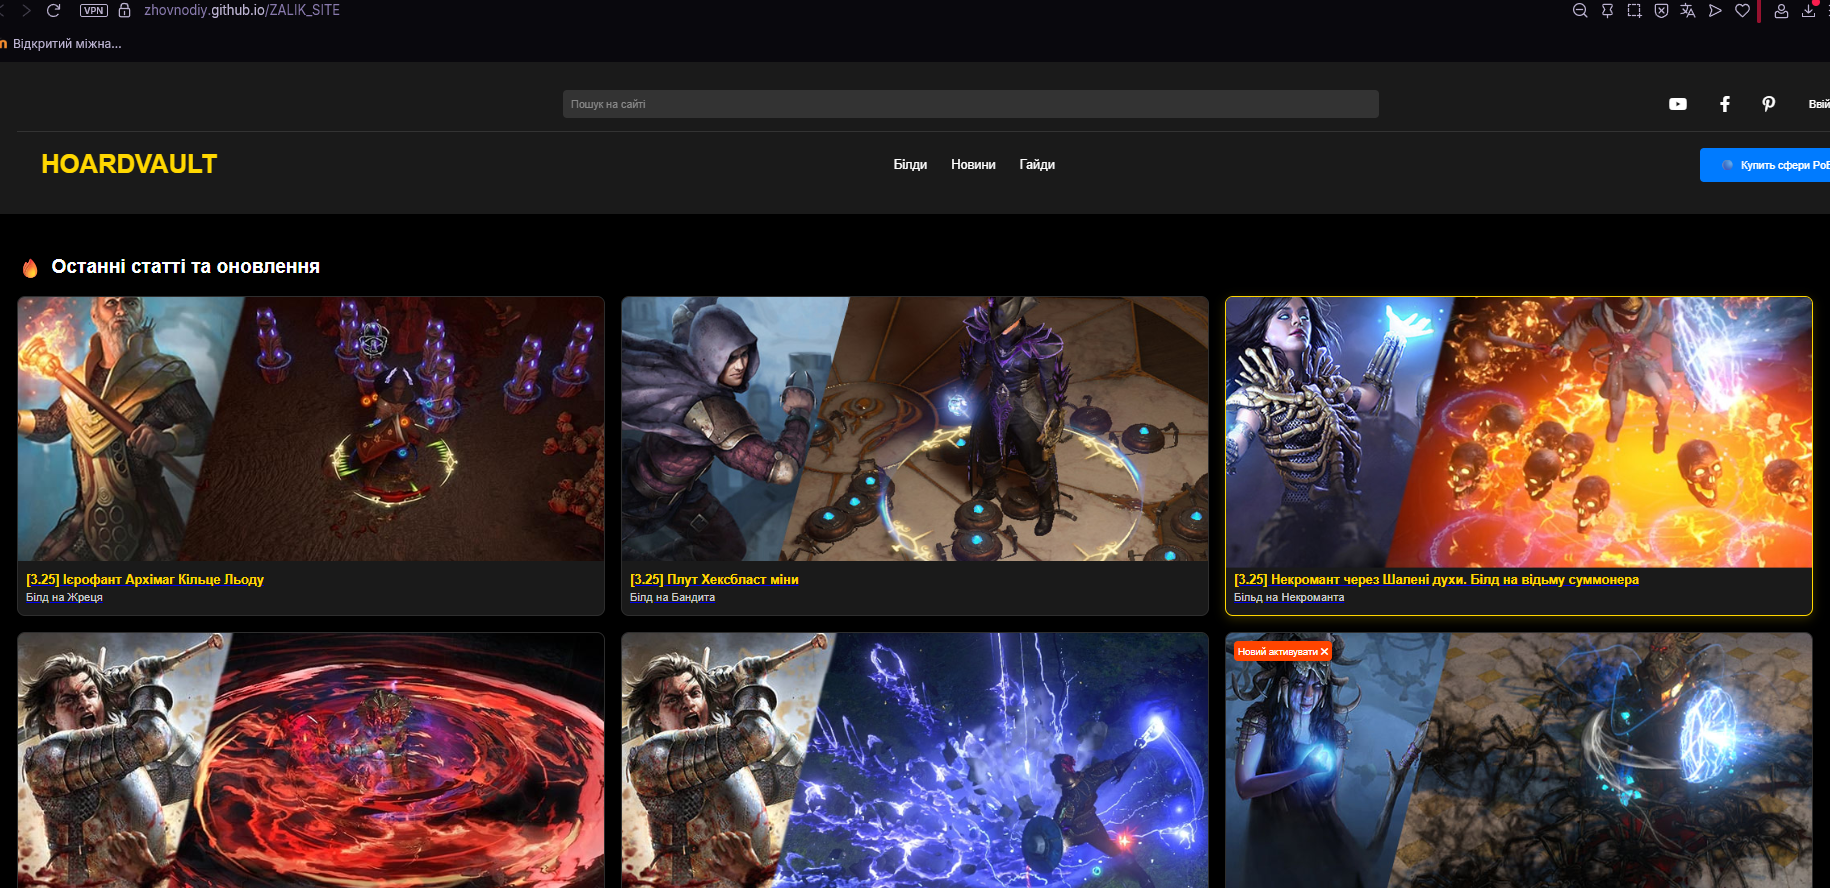 VPN
zhovnodiy.github.io/ZALIK_SITE
Відкритий міжна...
Пошук на сайті
Ввій
HOARDVAULT
Білди
Новини
Гайди
Купить сфери PoE
Останні статті та оновлення
[3.25] Ієрофант Архімаг Кільце Льоду
Білд на Жреця
[3.25] Плут Хексбласт міни
Білд на Бандита
[3.25] Некромант через Шалені духи. Білд на відьму суммонера
Більд на Некроманта
Новий активувати ✕